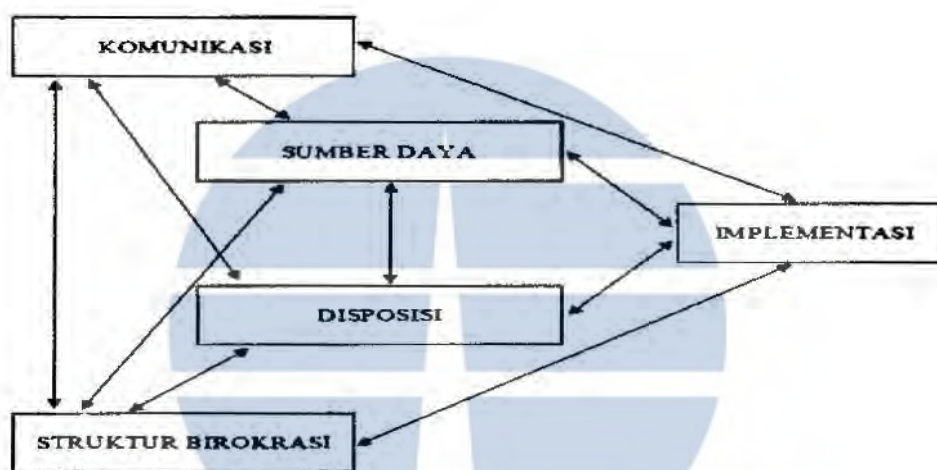 KOMUNIKASI
SUMBER DAYA
IMPLEMENTASI
DISPOSISI
STRUKTUR BIROKRASI